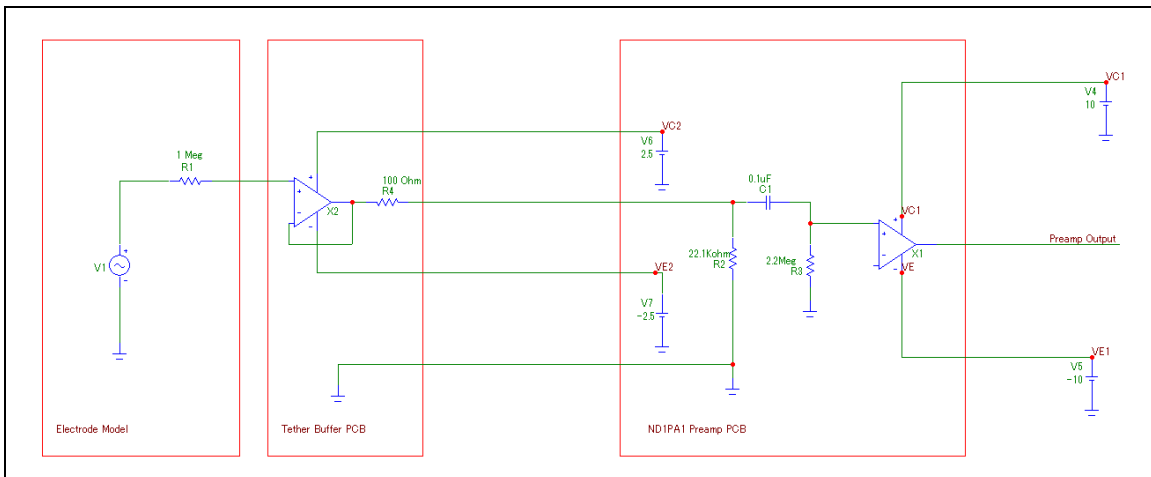 VC1
V4
10
VC2
V6
2.5
1 Meg
R1
100 Ohm
R4
0.1uF
C1
+
-
V1
+
-
+
-
X2
22.1Kohm
R2
2.2Meg
R3
VC1
+
+
-
-
X1
VE
Preamp Output
VE2
V7
-2.5
VE1
V5
-10
Electrode Model
Tether Buffer PCB
ND1PA1 Preamp PCB